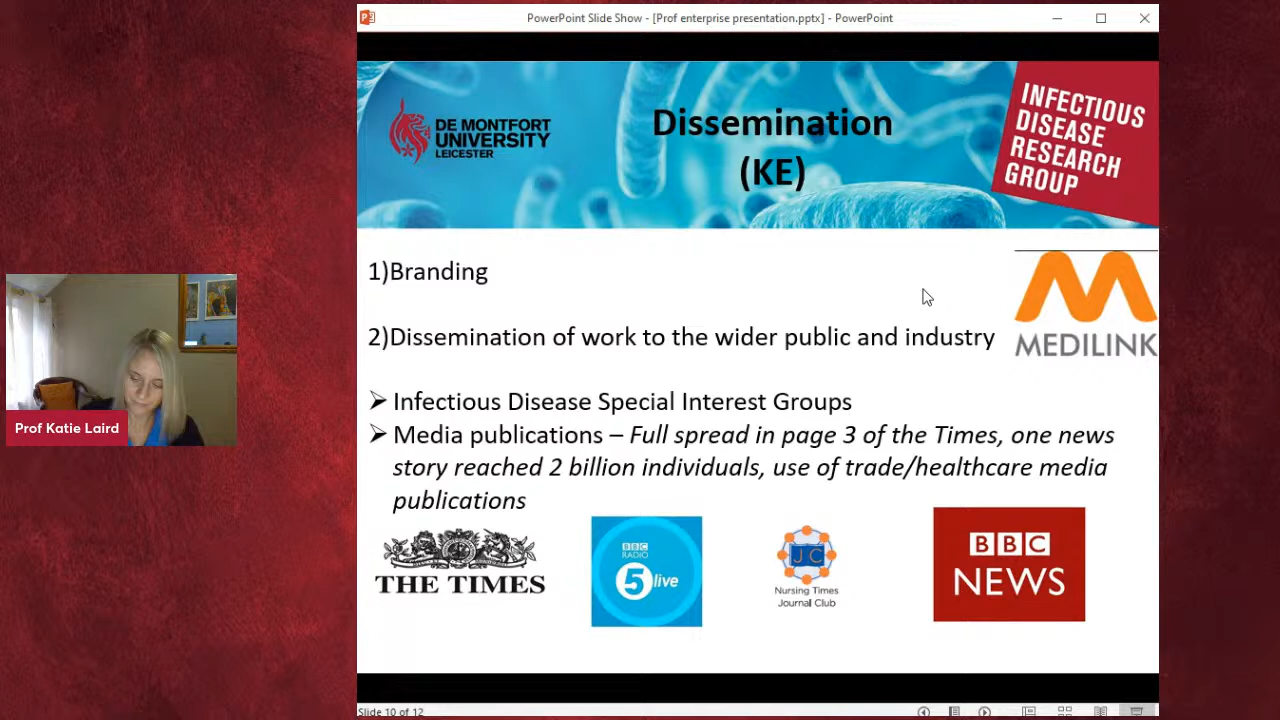 PowerPoint Slide Show - [Prof enterprise presentation.pptx] - PowerPoint
DE MONTFORT
UNIVERSITY
LEICESTER
Dissemination
(KE)
INFECTIOUS
DISEASE
RESEARCH
GROUP
1)Branding
MEDILINK
2)Dissemination of work to the wider public and industry
➢ Infectious Disease Special Interest Groups
➢ Media publications – Full spread in page 3 of the Times, one news
story reached 2 billion individuals, use of trade/healthcare media
publications
THE TIMES
BBC
RADIO
5 live
JC
Nursing Times
Journal Club
BBC
NEWS
Prof Katie Laird
Slide 10 of 12